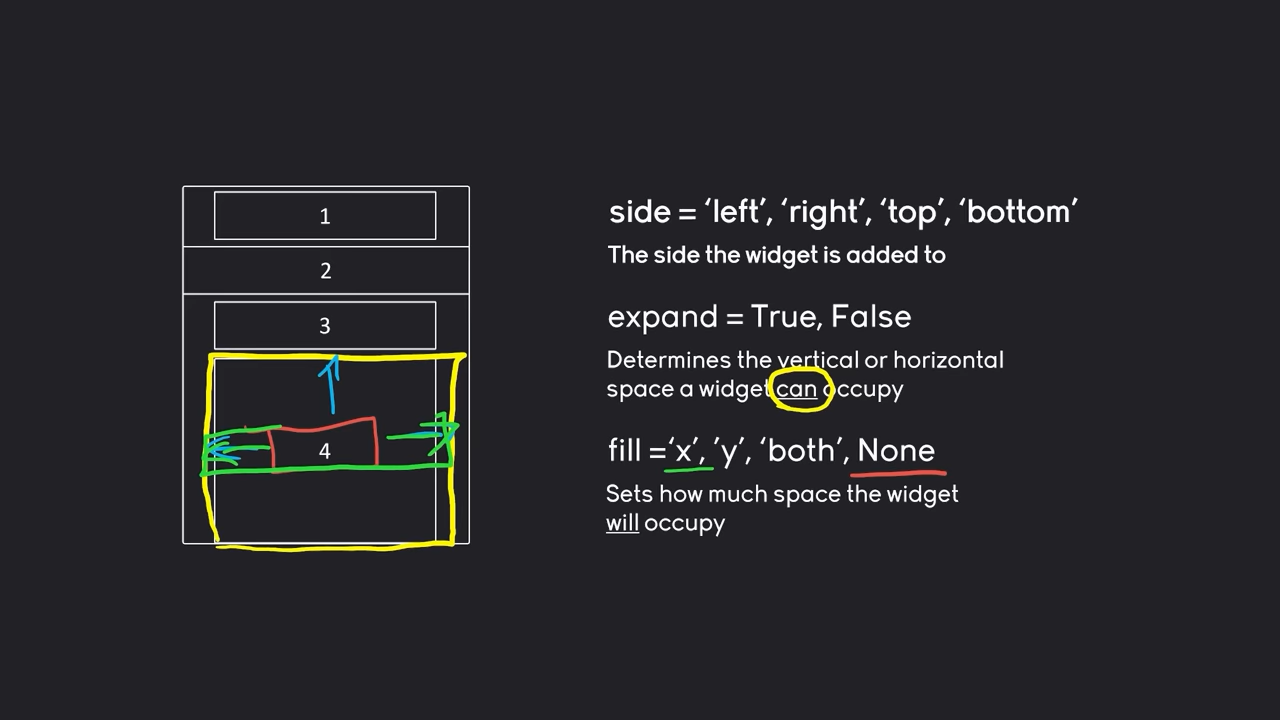 1
2
3
4
side = ‘left’, ‘right’, ‘top’, ‘bottom’
The side the widget is added to
expand = True, False
Determines the vertical or horizontal
space a widget can occupy
fill =‘x’, ’y’, ‘both’, None
Sets how much space the widget
will occupy